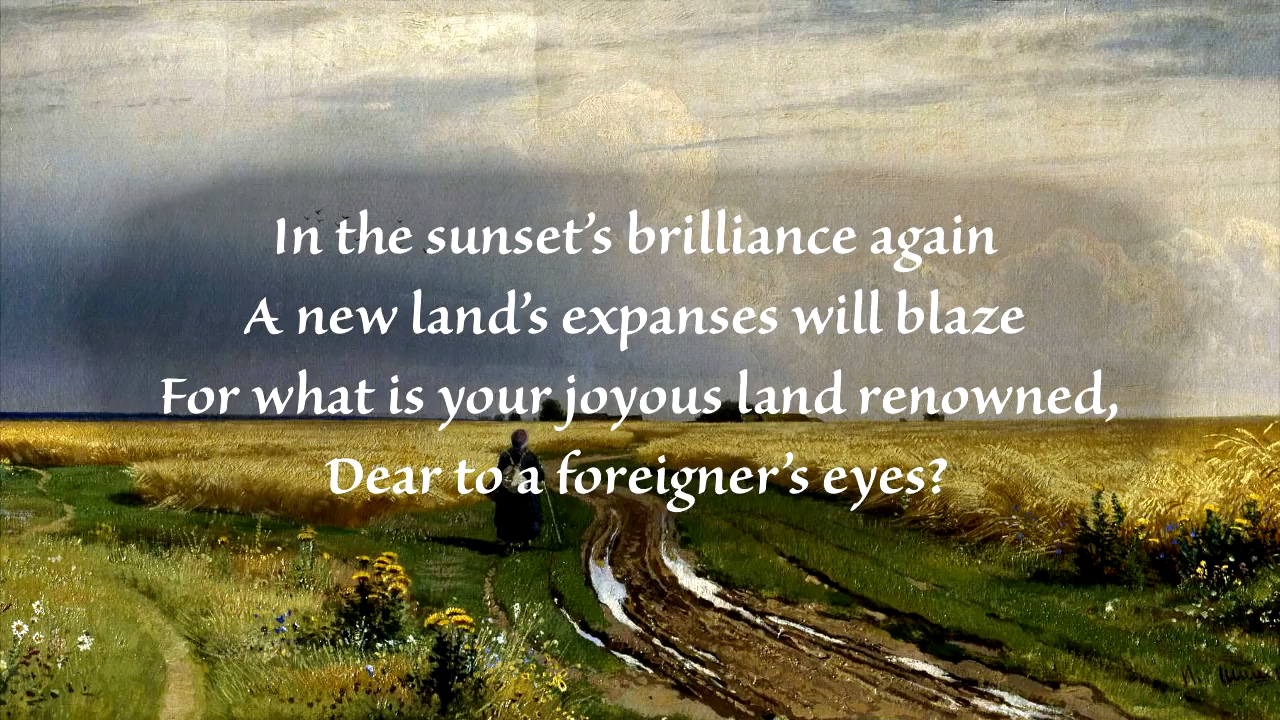 In the sunset’s brilliance again
A new land’s expanses will blaze
For what is your joyous land renowned,
Dear to a foreigner’s eyes?